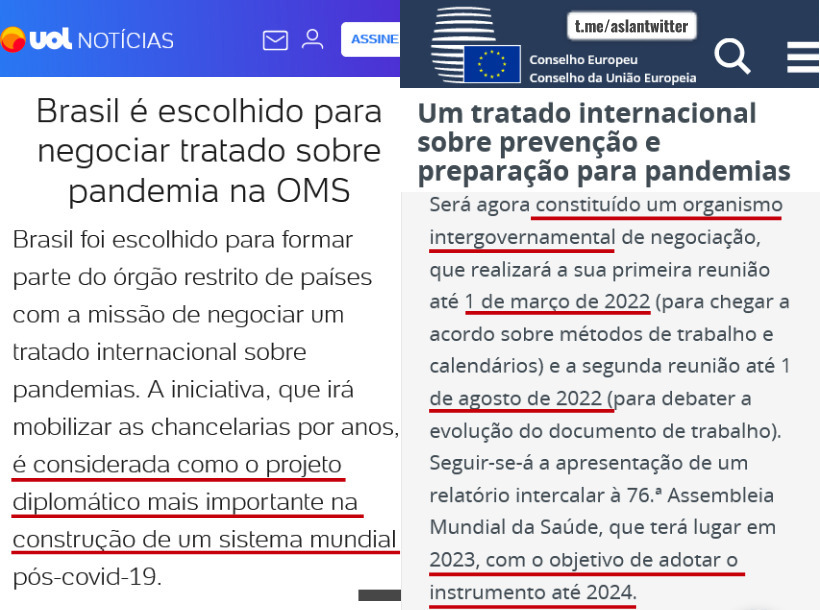 uol NOTÍCIAS
ASSINE
Brasil é escolhido para
negociar tratado sobre
pandemia na OMS
Brasil foi escolhido para formar
parte do órgão restrito de países
com a missão de negociar um
tratado internacional sobre
pandemias. A iniciativa, que irá
mobilizar as chancelarias por anos,
é considerada como o projeto
diplomático mais importante na
construção de um sistema mundial
pós-covid-19.
t.me/aslantwitter
Conselho Europeu
Conselho da União Europeia
Um tratado internacional
sobre prevenção e
preparação para pandemias
Será agora constituído um organismo
intergovernamental de negociação,
que realizará a sua primeira reunião
até 1 de março de 2022 (para chegar a
acordo sobre métodos de trabalho e
calendários) e a segunda reunião até 1
de agosto de 2022 (para debater a
evolução do documento de trabalho).
Seguir-se-á a apresentação de um
relatório intercalar à 76.ª Assembleia
Mundial da Saúde, que terá lugar em
2023, com o objetivo de adotar o
instrumento até 2024.